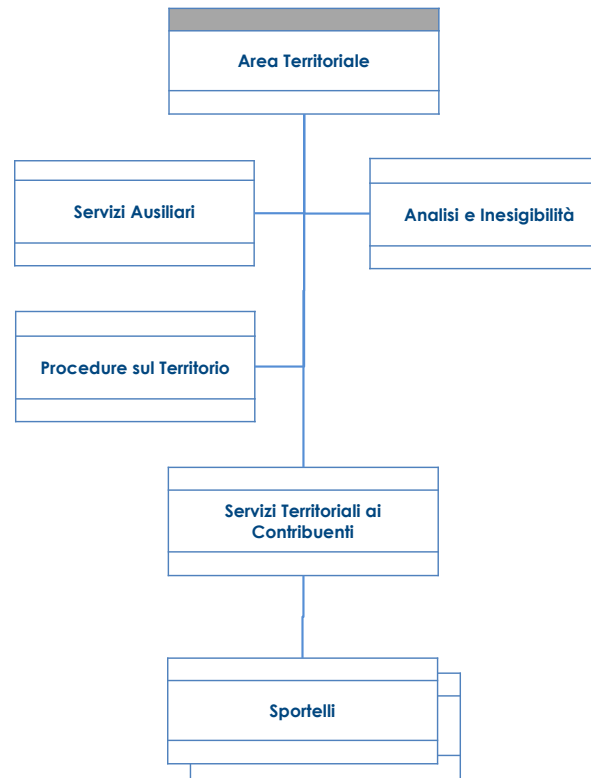 Area Territoriale
Servizi Ausiliari
Analisi e Inesigibilità
Procedure sul Territorio
Servizi Territoriali ai
Contribuenti
Sportelli